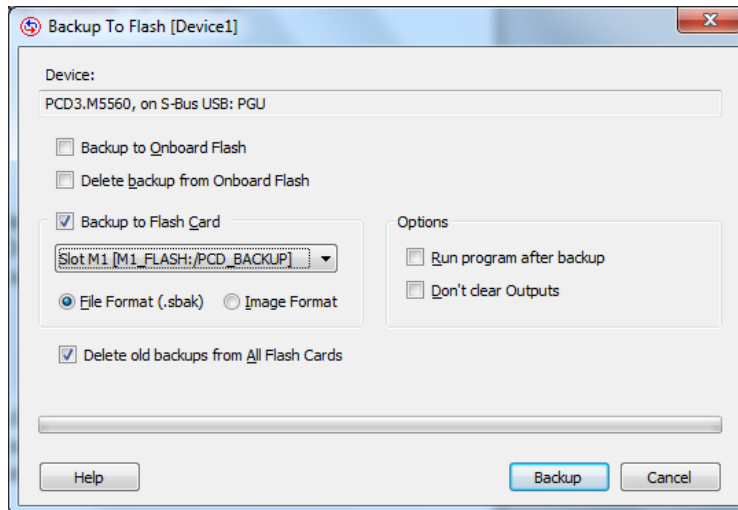 Backup To Flash [Device1]
Device:
PCD3.M5560, on S-Bus USB: PGU
Backup to Onboard Flash
Delete backup from Onboard Flash
Backup to Flash Card
Slot M1 [M1_FLASH:/PCD_BACKUP]
File Format (.sbak) Image Format
Options
Run program after backup
Don't clear Outputs
Delete old backups from All Flash Cards
Help Backup Cancel